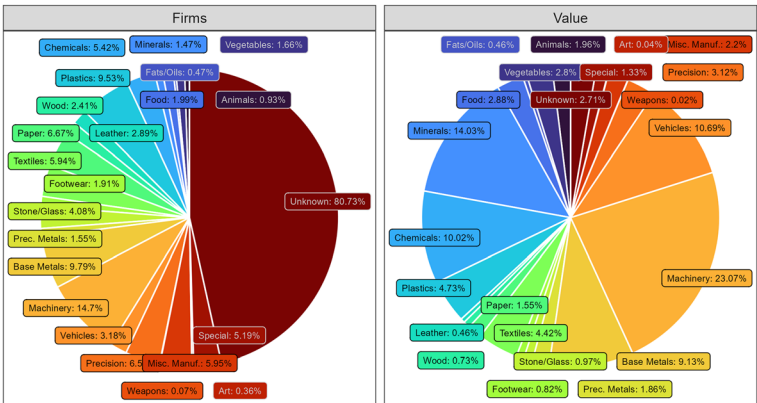 Firms
Chemicals: 5.42%
Minerals: 1.47%
Vegetables: 1.66%
Plastics: 9.53%
Fats/Oils: 0.47%
Wood: 2.41%
Food: 1.99%
Animals: 0.93%
Paper: 6.67%
Leather: 2.89%
Textiles: 5.94%
Footwear: 1.91%
Unknown: 80.73%
Stone/Glass: 4.08%
Prec. Metals: 1.55%
Base Metals: 9.79%
Machinery: 14.7%
Vehicles: 3.18%
Special: 5.19%
Precision: 6.5
Misc. Manuf.: 5.95%
Weapons: 0.07%
Art: 0.36%
Value
Fats/Oils: 0.46%
Animals: 1.96%
Art: 0.04%
Misc. Manuf.: 2.2%
Vegetables: 2.8%
Special: 1.33%
Precision: 3.12%
Food: 2.88%
Unknown: 2.71%
Weapons: 0.02%
Minerals: 14.03%
Vehicles: 10.69%
Chemicals: 10.02%
Machinery: 23.07%
Plastics: 4.73%
Paper: 1.55%
Leather: 0.46%
Textiles: 4.42%
Wood: 0.73%
Stone/Glass: 0.97%
Base Metals: 9.13%
Footwear: 0.82%
Prec. Metals: 1.86%